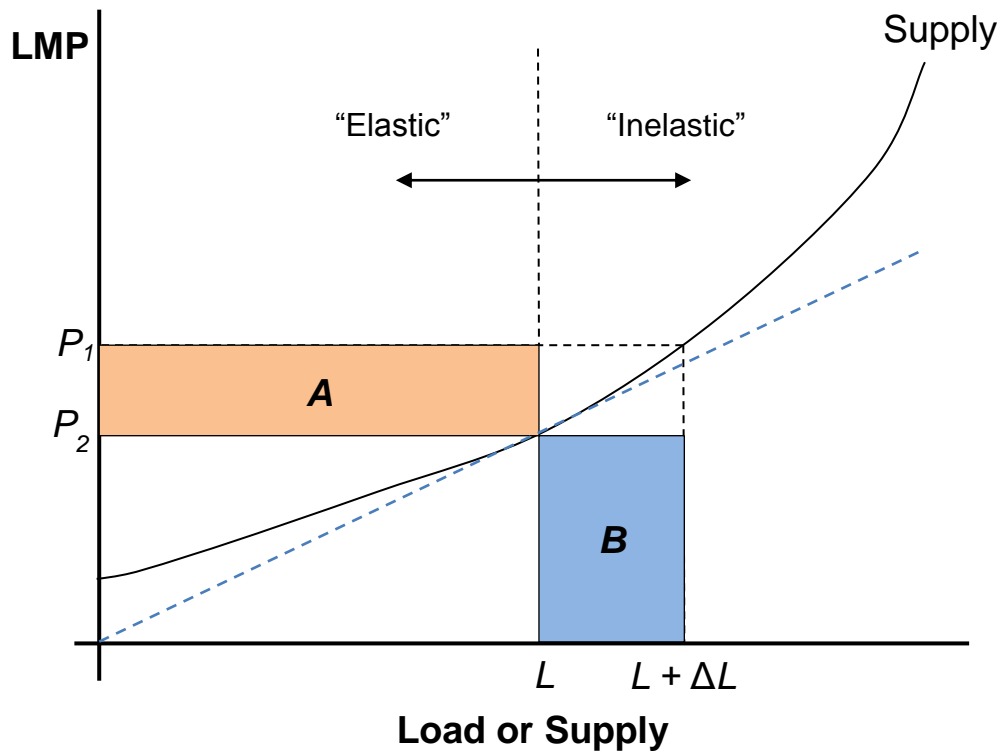 LMP
Supply
“Elastic”
“Inelastic”
P1
A
P2
B
L
L + ΔL
Load or Supply